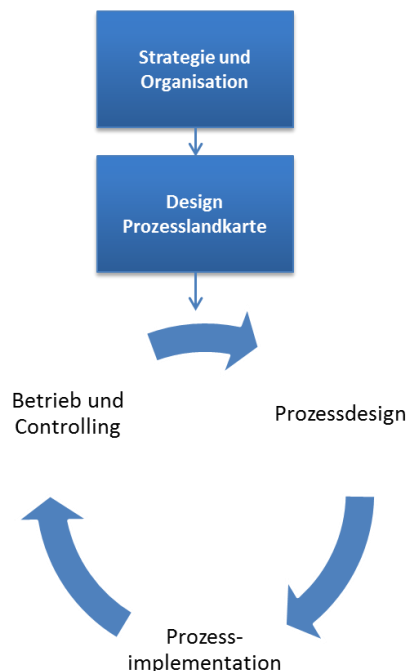 Strategie und
Organisation
Design
Prozesslandkarte
Betrieb und
Controlling
Prozessdesign
Prozess-
implementation